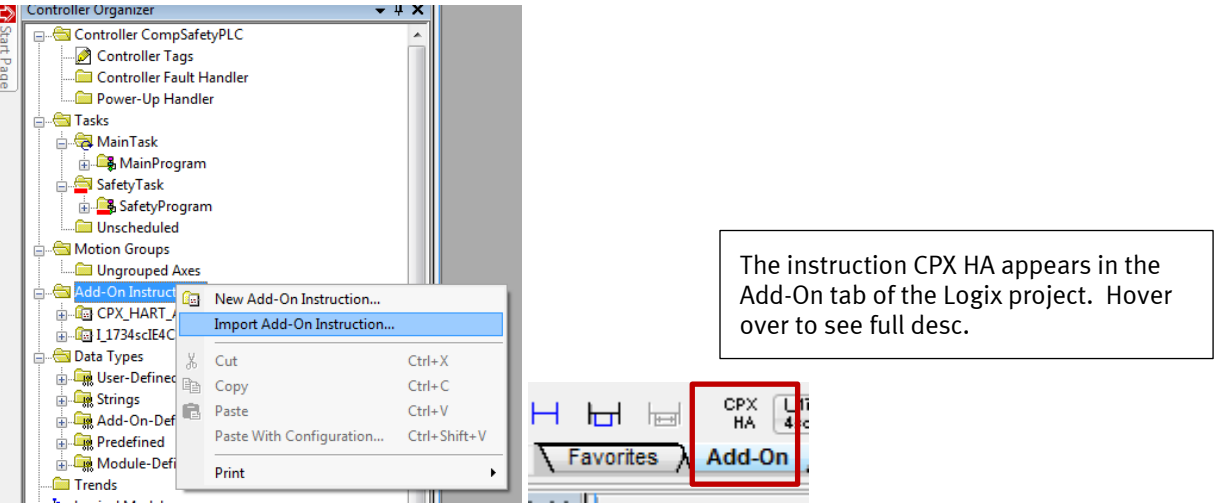 Controller Organizer
Start Page
Controller CompSafetyPLC
Controller Tags
Controller Fault Handler
Power-Up Handler
Tasks
MainTask
MainProgram
SafetyTask
SafetyProgram
Unscheduled
Motion Groups
Ungrouped Axes
Add-On Instruct
CPX_HART_A
I_1734scIE4C
Data Types
User-Defined
Strings
Add-On-Def
Predefined
Module-Defi
Trends
New Add-On Instruction...
Import Add-On Instruction...
Cut Ctrl+X
Copy Ctrl+C
Paste Ctrl+V
Paste With Configuration... Ctrl+Shift+V
Print
The instruction CPX HA appears in the
Add-On tab of the Logix project. Hover
over to see full desc.
CPX
HA
Favorites Add-On